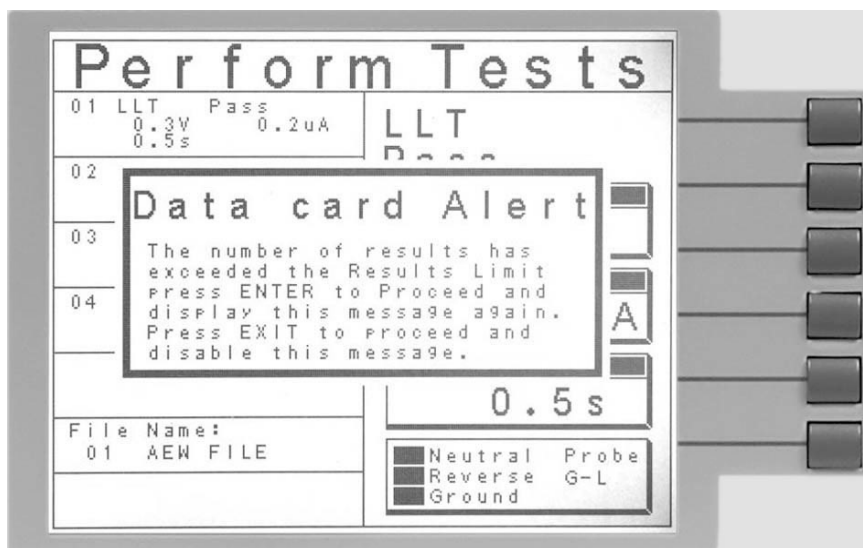 Perform Tests
01 LLT Pass
0.3V 0.2uA
0.5s
LLT
Pass
02
Data card Alert
03
The number of results has
exceeded the Results Limit
press ENTER to Proceed and
display this message again.
Press EXIT to proceed and
disable this message.
04
A
0.5s
File Name:
01 AEW FILE
Neutral Probe
Reverse G-L
Ground